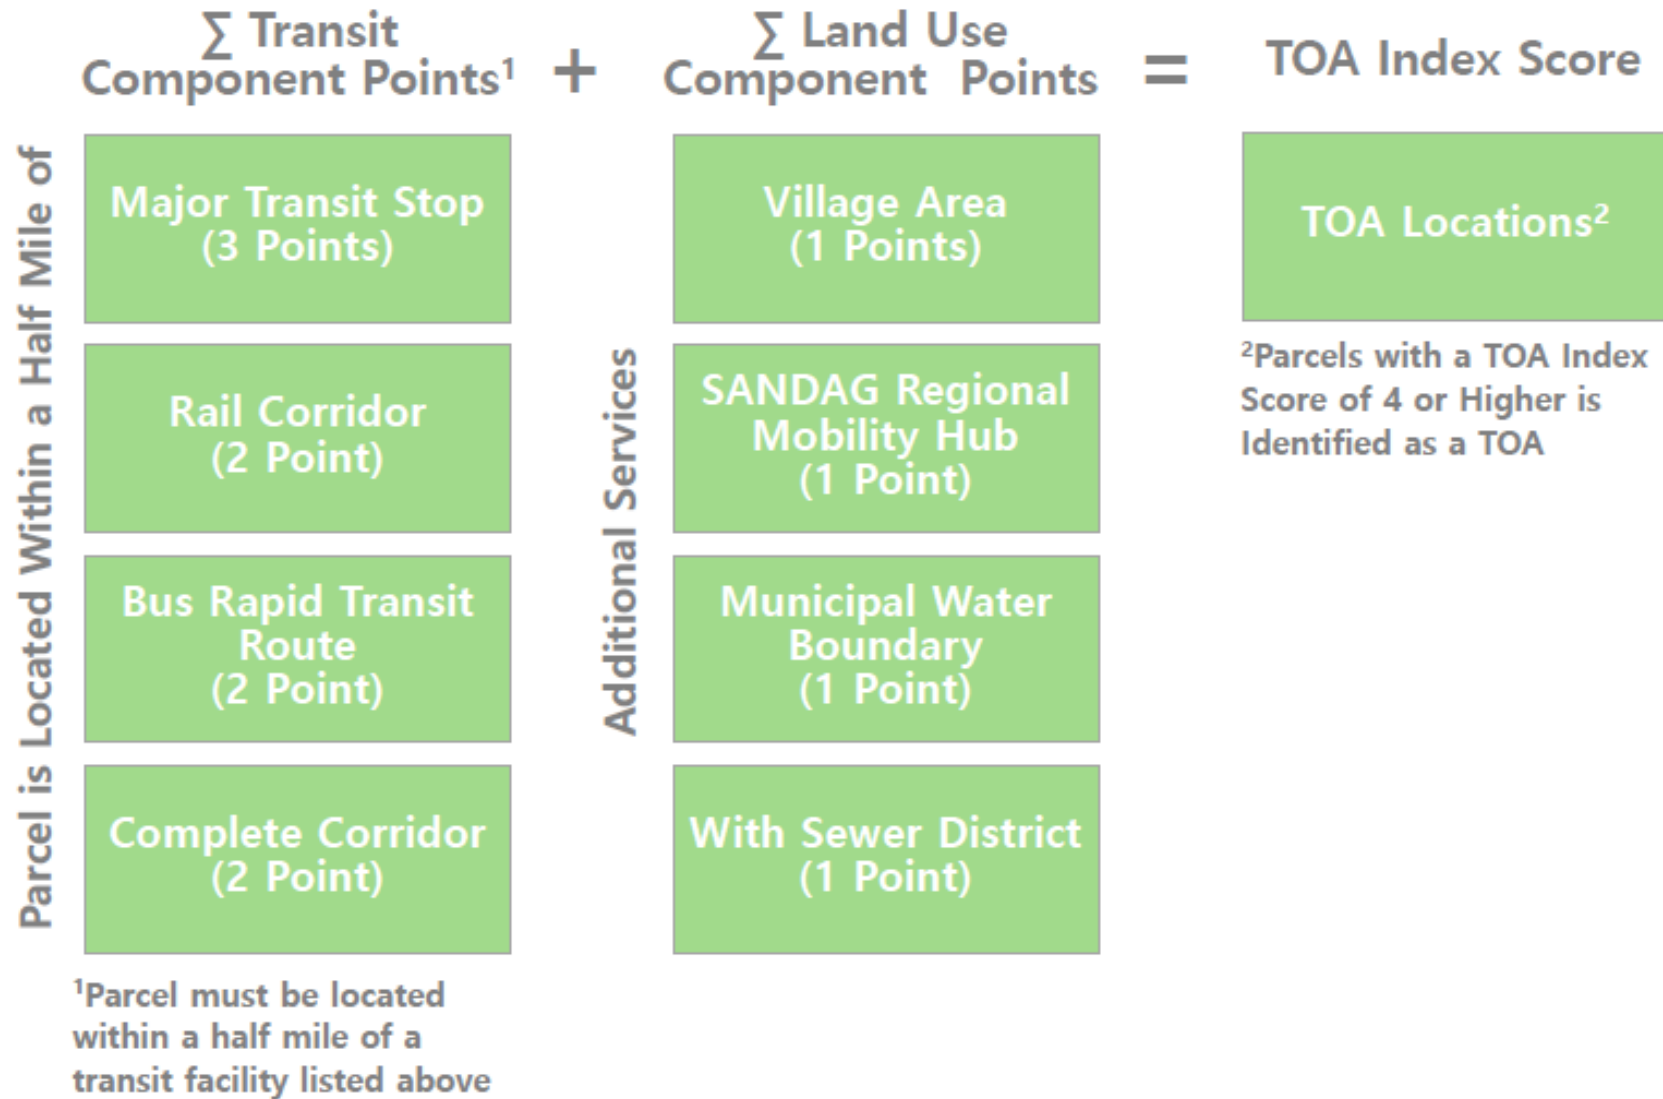 ∑ Transit
Component Points¹
+
∑ Land Use
Component Points
=
TOA Index Score
Parcel is Located Within a Half Mile of
Major Transit Stop
(3 Points)
Rail Corridor
(2 Point)
Bus Rapid Transit
Route
(2 Point)
Complete Corridor
(2 Point)
¹Parcel must be located
within a half mile of a
transit facility listed above
Additional Services
Village Area
(1 Points)
SANDAG Regional
Mobility Hub
(1 Point)
Municipal Water
Boundary
(1 Point)
With Sewer District
(1 Point)
TOA Locations²
²Parcels with a TOA Index
Score of 4 or Higher is
Identified as a TOA